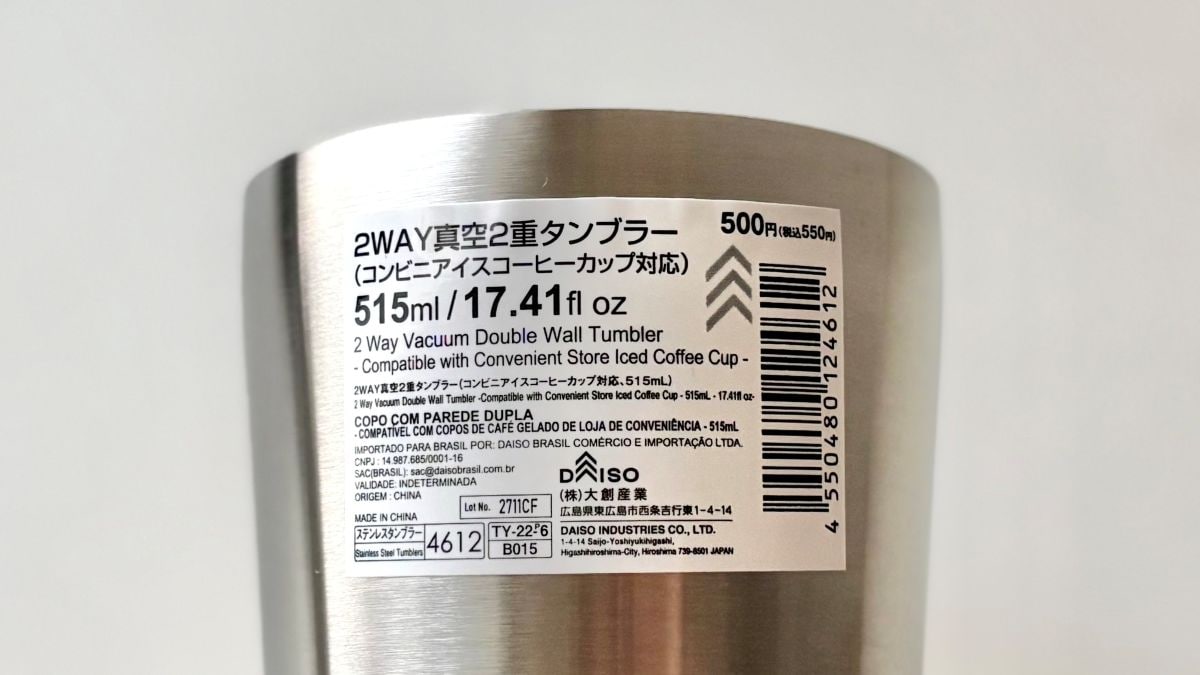 2WAY真空2重タンブラー
(コンビニアイスコーヒーカップ対応)
500円(税込550円)
515ml / 17.41fl oz
2 Way Vacuum Double Wall Tumbler
- Compatible with Convenient Store Iced Coffee Cup -
2WAY真空2重タンブラー(コンビニアイスコーヒーカップ対応、515mL)
2 Way Vacuum Double Wall Tumbler -Compatible with Convenient Store Iced Coffee Cup - 515mL - 17.41fl oz-
COPO COM PAREDE DUPLA
- COMPATÍVEL COM COPOS DE CAFÉ GELADO DE LOJA DE CONVENIÊNCIA - 515mL
IMPORTADO PARA BRASIL POR: DAISO BRASIL COMÉRCIO E IMPORTAÇÃO LTDA.
CNPJ : 14.987.685/0001-16
SAC(BRASIL): sac@daisobrasil.com.br
VALIDADE: INDETERMINADA
ORIGEM : CHINA
MADE IN CHINA
Lot No. 2711CF
ステンレスタンブラー
Stainless Steel Tumblers
4612
TY-22-P6
B015
DAISO
(株)大創産業
広島県東広島市西条吉行東1-4-14
DAISO INDUSTRIES CO., LTD.
1-4-14 Saijo-Yoshiyukihigashi,
Higashihiroshima-City, Hiroshima 739-8501 JAPAN
4 550480 124612